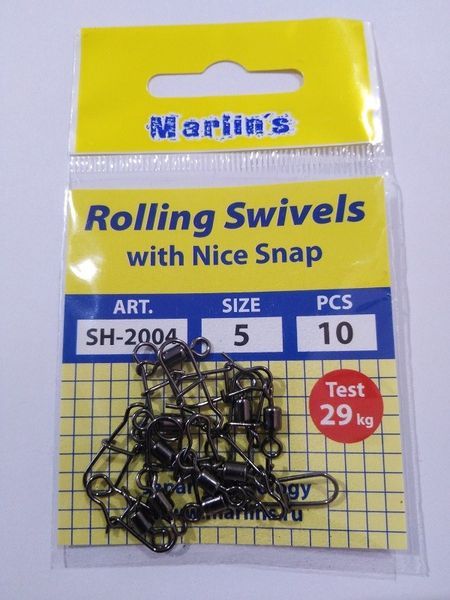 Marlin's
Rolling Swivels
with Nice Snap
ART. SIZE PCS
SH-2004 5 10
Test
29 kg